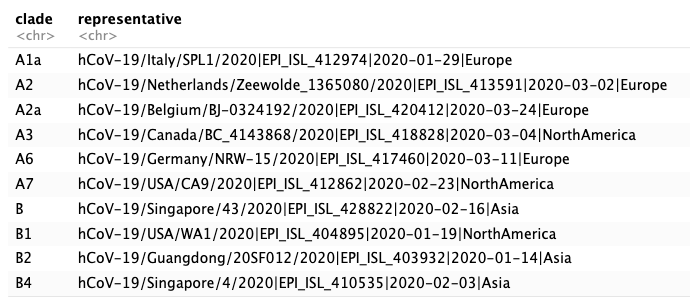 clade representative
<chr> <chr>
A1a hCoV-19/Italy/SPL1/2020|EPI_ISL_412974|2020-01-29|Europe
A2 hCoV-19/Netherlands/Zeewolde_1365080/2020|EPI_ISL_413591|2020-03-02|Europe
A2a hCoV-19/Belgium/BJ-0324192/2020|EPI_ISL_420412|2020-03-24|Europe
A3 hCoV-19/Canada/BC_4143868/2020|EPI_ISL_418828|2020-03-04|NorthAmerica
A6 hCoV-19/Germany/NRW-15/2020|EPI_ISL_417460|2020-03-11|Europe
A7 hCoV-19/USA/CA9/2020|EPI_ISL_412862|2020-02-23|NorthAmerica
B hCoV-19/Singapore/43/2020|EPI_ISL_428822|2020-02-16|Asia
B1 hCoV-19/USA/WA1/2020|EPI_ISL_404895|2020-01-19|NorthAmerica
B2 hCoV-19/Guangdong/20SF012/2020|EPI_ISL_403932|2020-01-14|Asia
B4 hCoV-19/Singapore/4/2020|EPI_ISL_410535|2020-02-03|Asia